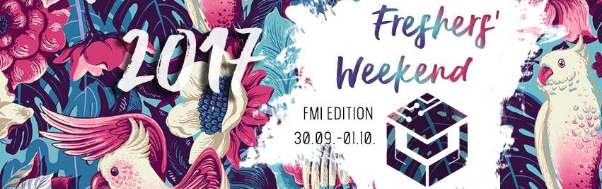 2017
Freshers'
Weekend
FMI EDITION
30.09.-01.10.